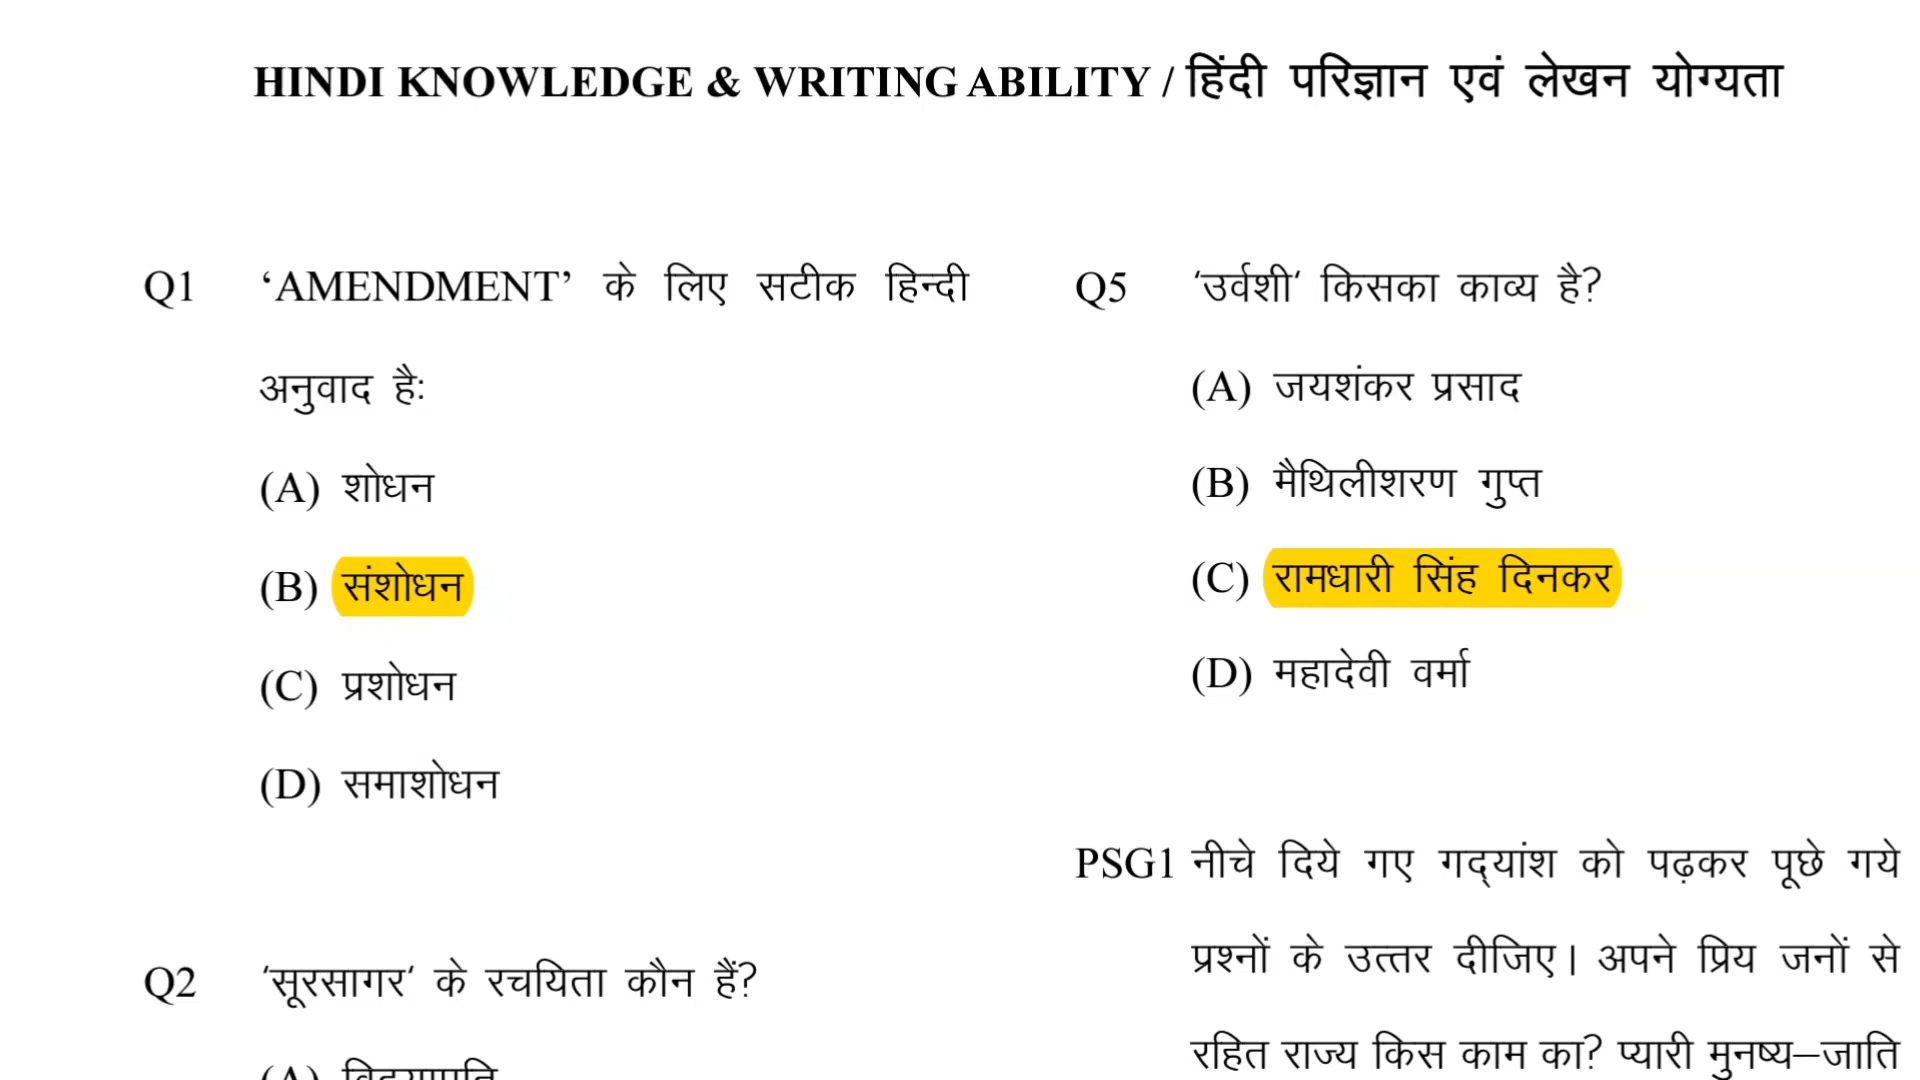 HINDI KNOWLEDGE & WRITING ABILITY / हिंदी परिज्ञान एवं लेखन योग्यता
Q1 ‘AMENDMENT’ के लिए सटीक हिन्दी
अनुवाद है:
(A) शोधन
(B) संशोधन
(C) प्रशोधन
(D) समाशोधन
Q2 ‘सूरसागर‘ के रचयिता कौन हैं?
(A) विद्यापति
Q5 ‘उर्वशी‘ किसका काव्य है?
(A) जयशंकर प्रसाद
(B) मैथिलीशरण गुप्त
(C) रामधारी सिंह दिनकर
(D) महादेवी वर्मा
PSG1 नीचे दिये गए गद्यांश को पढ़कर पूछे गये
प्रश्नों के उत्तर दीजिए। अपने प्रिय जनों से
रहित राज्य किस काम का? प्यारी मुनष्य–जाति